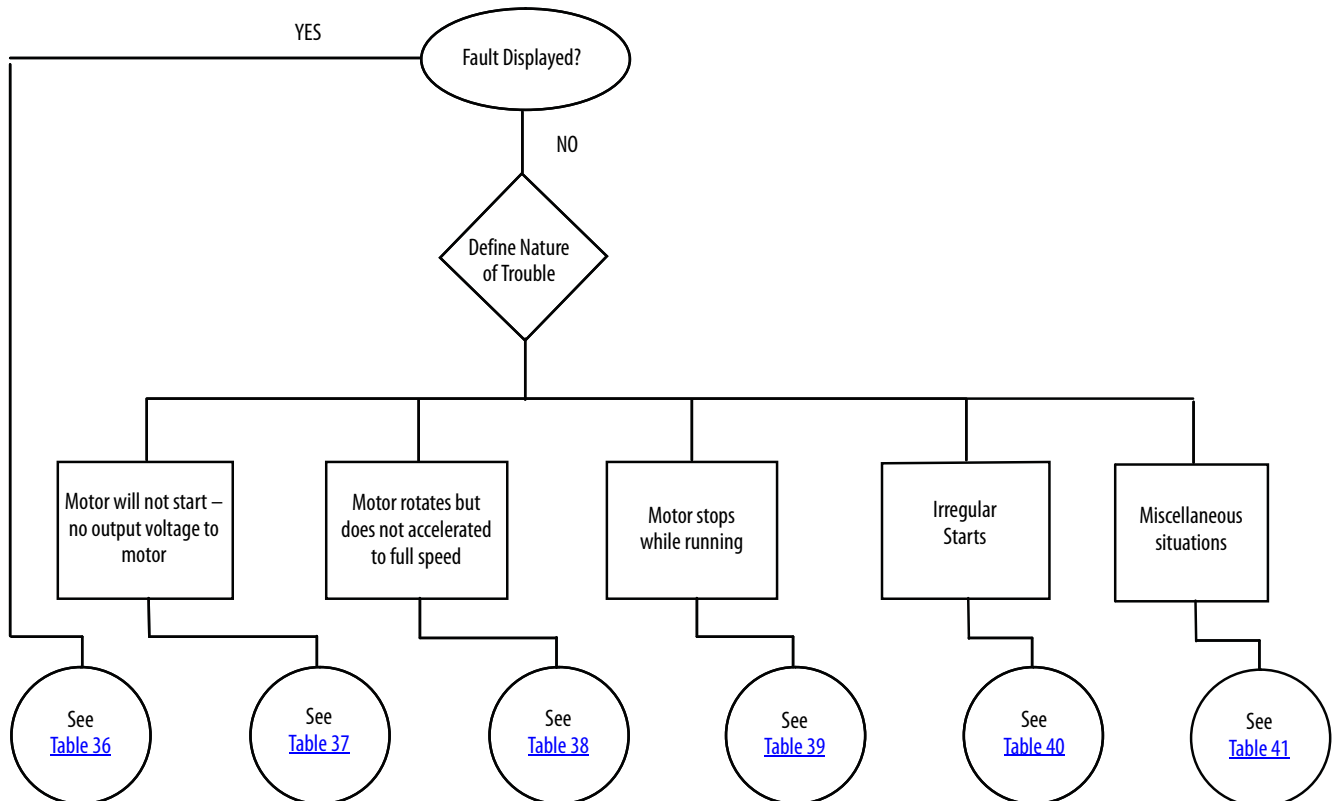 YES
Fault Displayed?
NO
Define Nature
of Trouble
Motor will not start –
no output voltage to
motor
Motor rotates but
does not accelerated
to full speed
Motor stops
while running
Irregular
Starts
Miscellaneous
situations
See
Table 36
See
Table 37
See
Table 38
See
Table 39
See
Table 40
See
Table 41